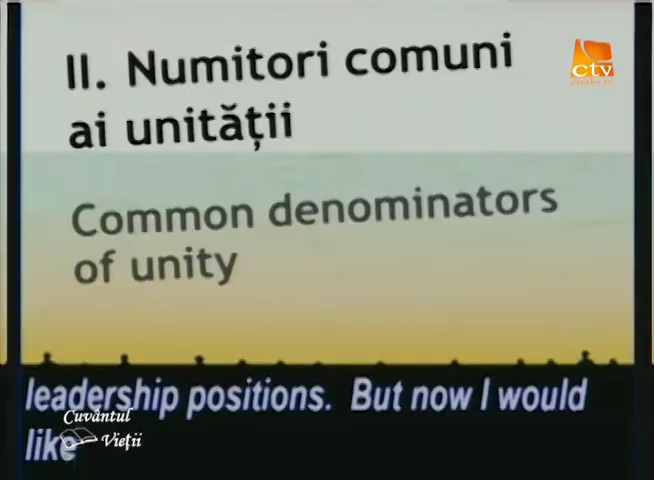 II. Numitori comuni
ai unității
Common denominators
of unity
leadership positions. But now I would
like
ctv
Cuvântul
Vieții